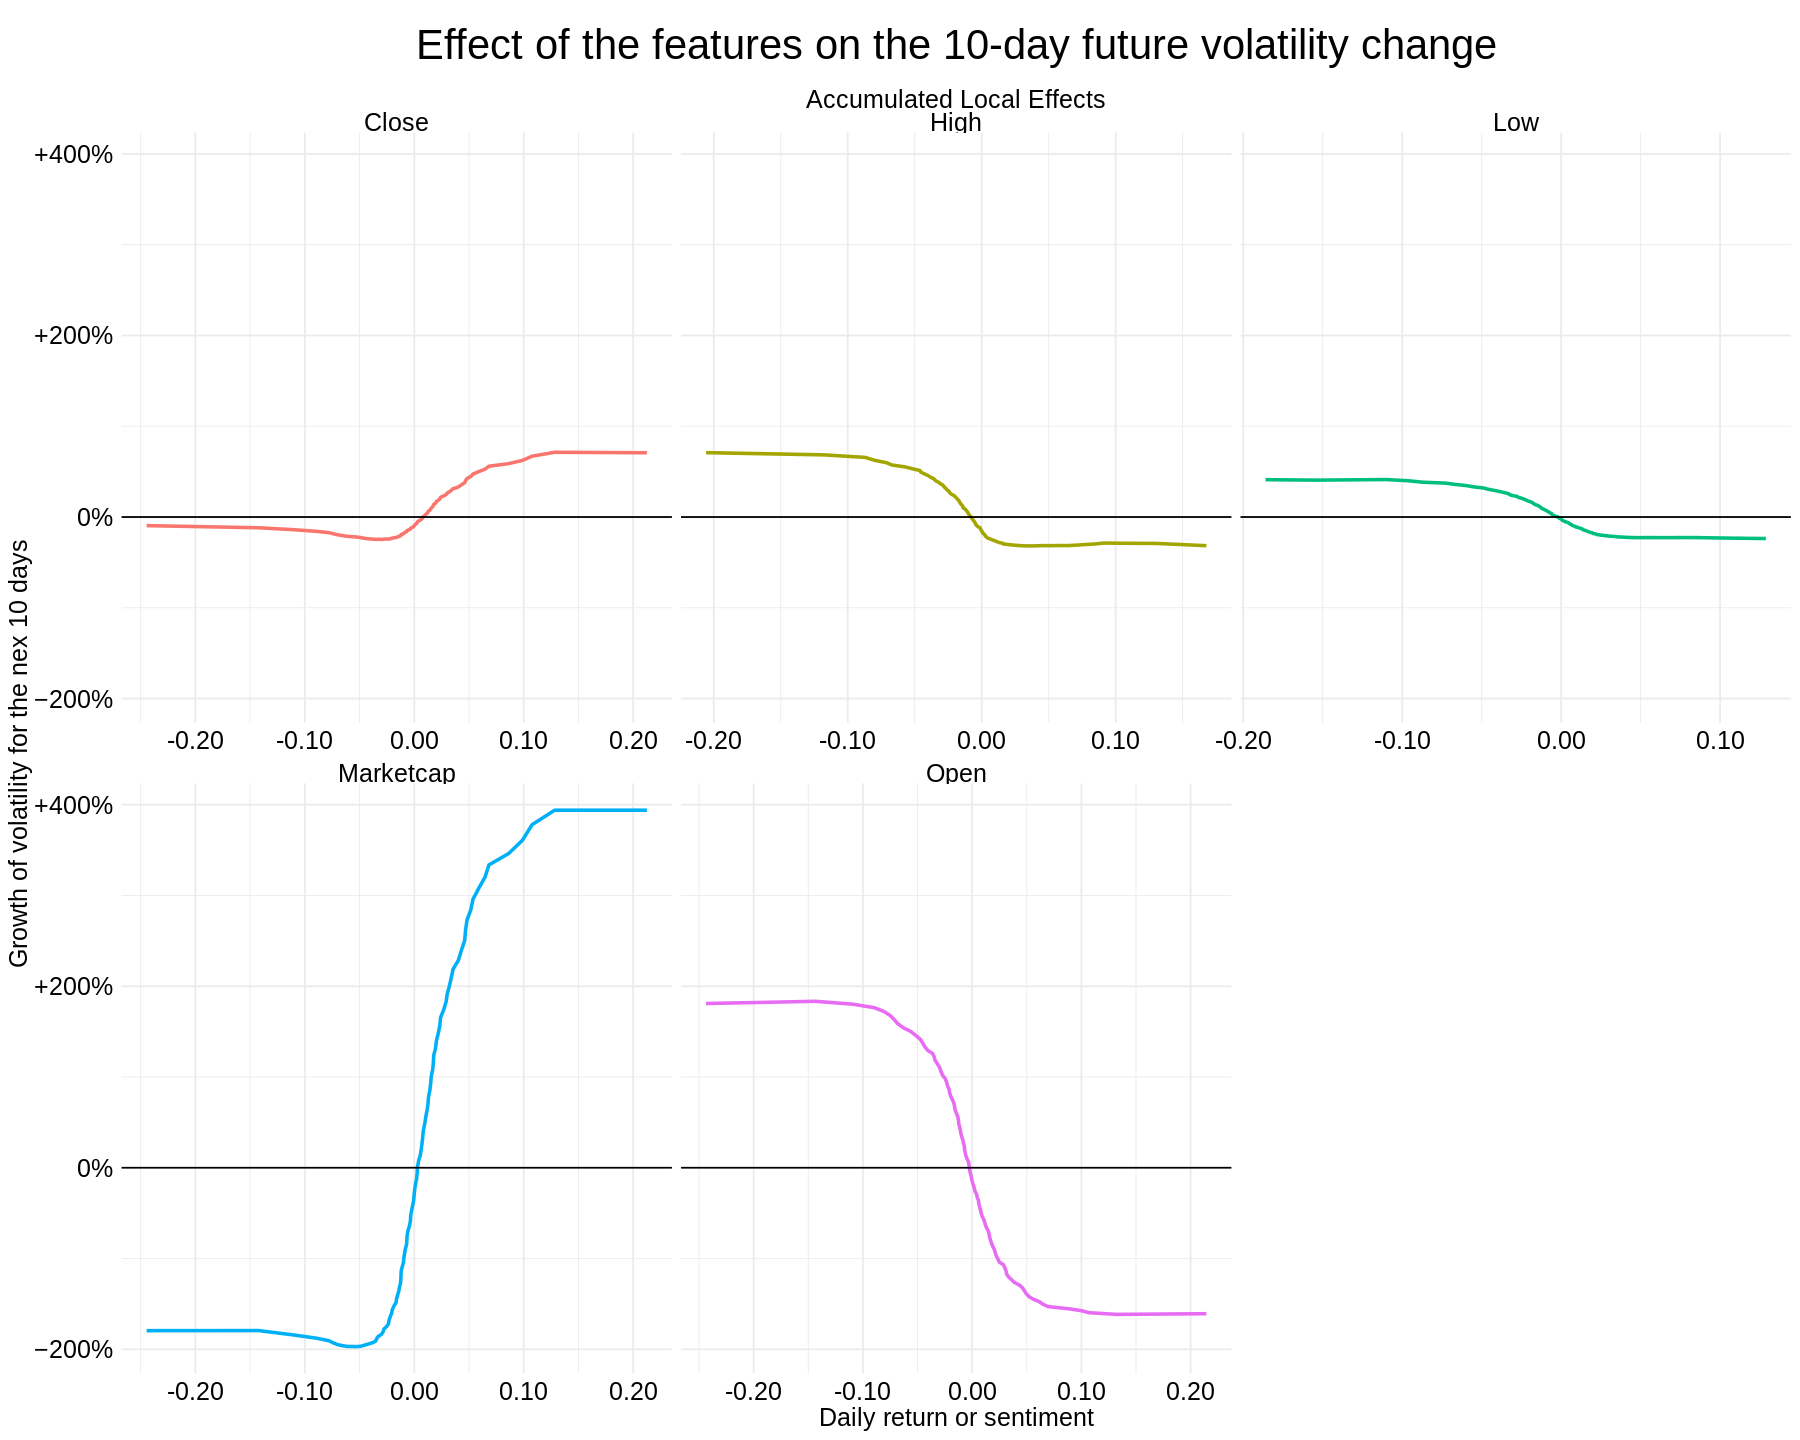 Effect of the features on the 10-day future volatility change
Accumulated Local Effects
Close
High
Low
+400%
+200%
0%
−200%
-0.20 -0.10 0.00 0.10 0.20
-0.20 -0.10 0.00 0.10
-0.20 -0.10 0.00 0.10
Growth of volatility for the nex 10 days
Marketcap
Open
+400%
+200%
0%
−200%
-0.20 -0.10 0.00 0.10 0.20
-0.20 -0.10 0.00 0.10 0.20
Daily return or sentiment